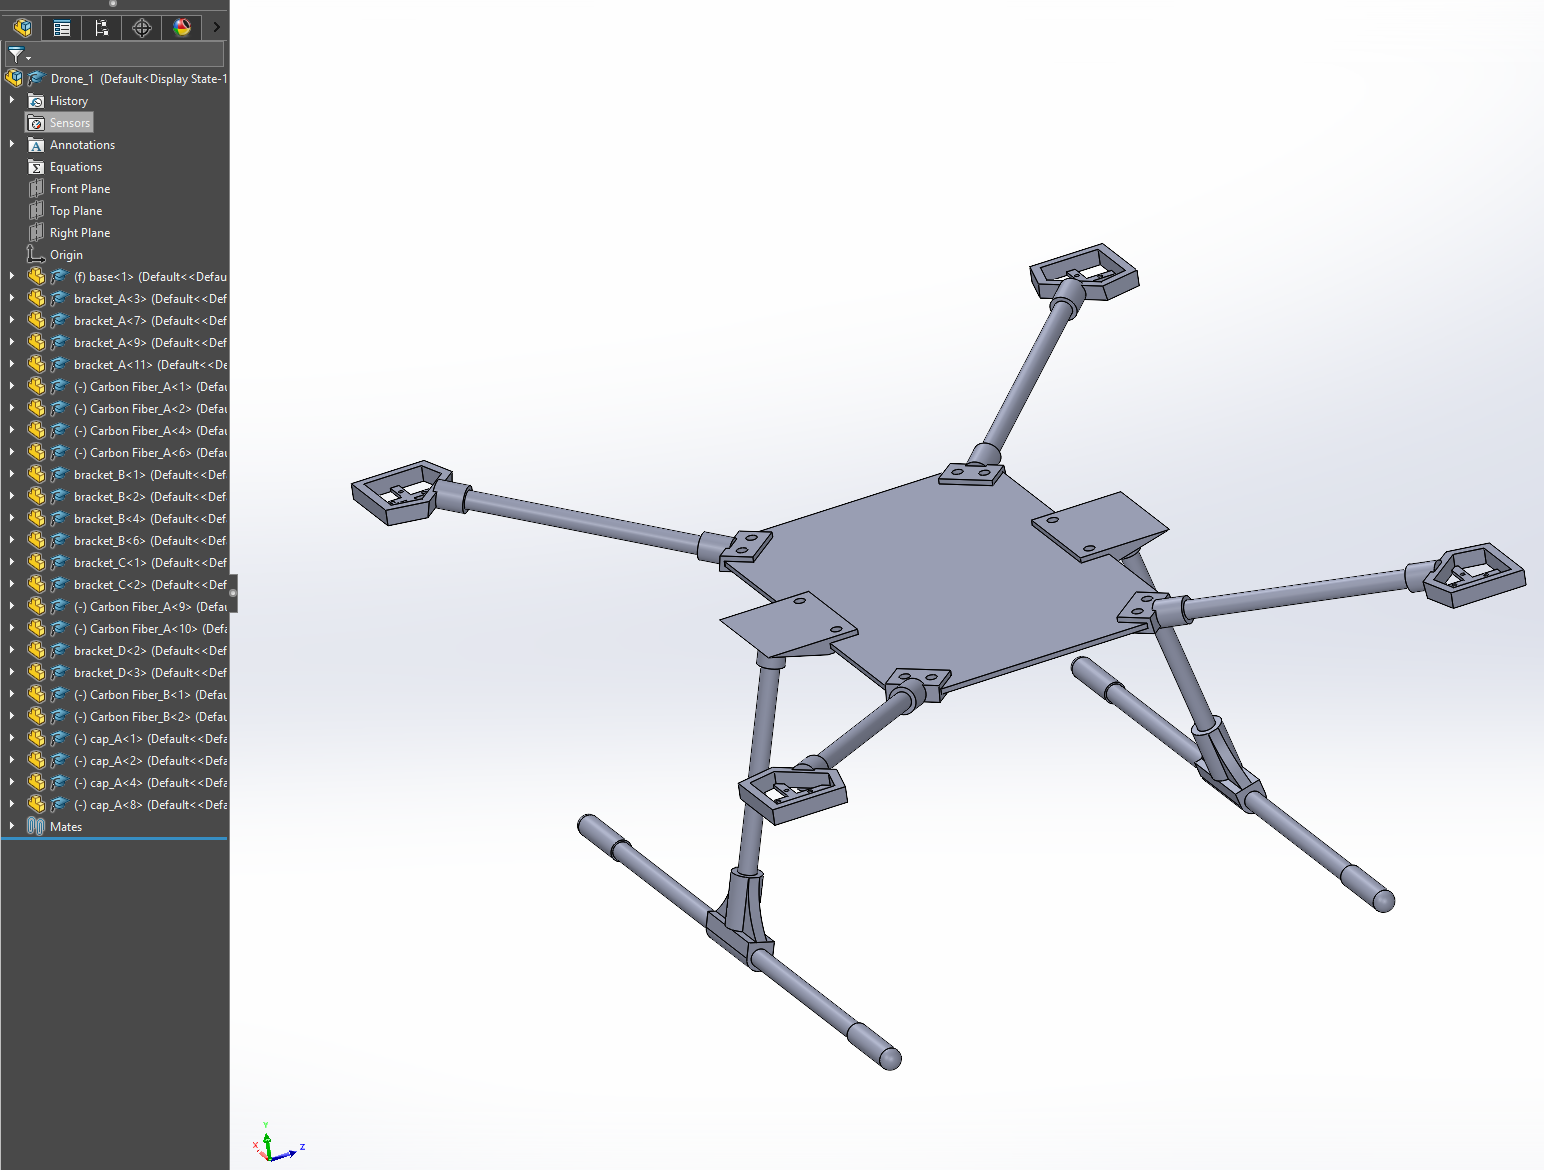 Drone_1 (Default<Display State-1
History
Sensors
A Annotations
Equations
Front Plane
Top Plane
Right Plane
Origin
(f) base<1> (Default<<Defau
bracket_A<3> (Default<<Def
bracket_A<7> (Default<<Def
bracket_A<9> (Default<<Def
bracket_A<11> (Default<<De
(-) Carbon Fiber_A<1> (Defau
(-) Carbon Fiber_A<2> (Defau
(-) Carbon Fiber_A<4> (Defau
(-) Carbon Fiber_A<6> (Defau
bracket_B<1> (Default<<Def
bracket_B<2> (Default<<Def
bracket_B<4> (Default<<Def
bracket_B<6> (Default<<Def
bracket_C<1> (Default<<Def
bracket_C<2> (Default<<Def
(-) Carbon Fiber_A<9> (Defau
(-) Carbon Fiber_A<10> (Defa
bracket_D<2> (Default<<Def
bracket_D<3> (Default<<Def
(-) Carbon Fiber_B<1> (Defau
(-) Carbon Fiber_B<2> (Defau
(-) cap_A<1> (Default<<Defa
(-) cap_A<2> (Default<<Defa
(-) cap_A<4> (Default<<Defa
(-) cap_A<8> (Default<<Defa
Mates
Y
X
Z